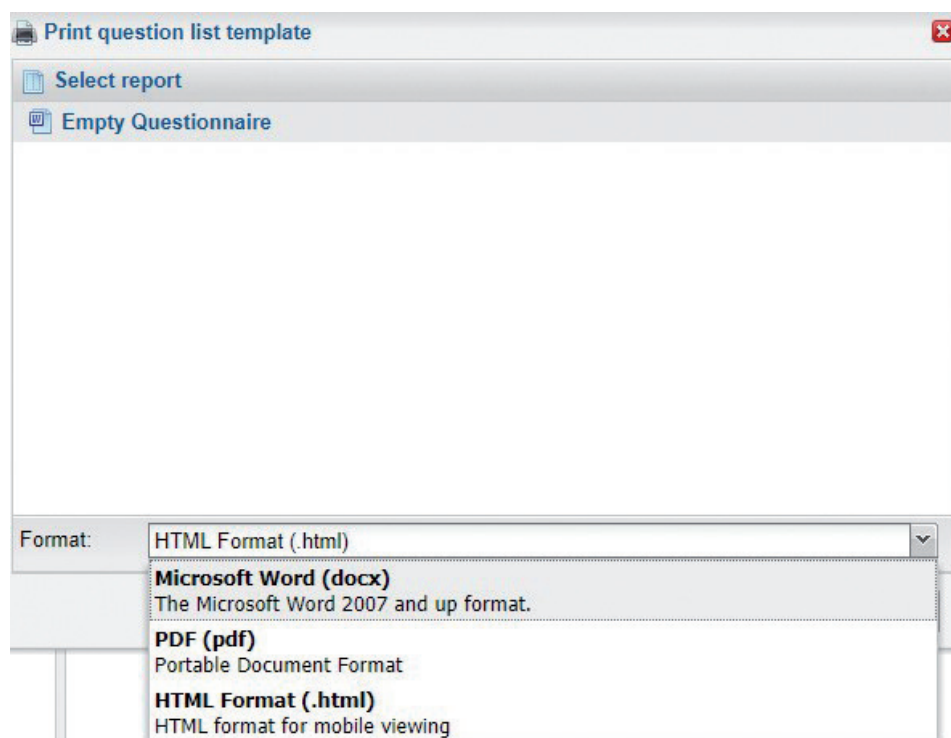 Print question list template
Select report
Empty Questionnaire
Format:
HTML Format (.html)
Microsoft Word (docx)
The Microsoft Word 2007 and up format.
PDF (pdf)
Portable Document Format
HTML Format (.html)
HTML format for mobile viewing